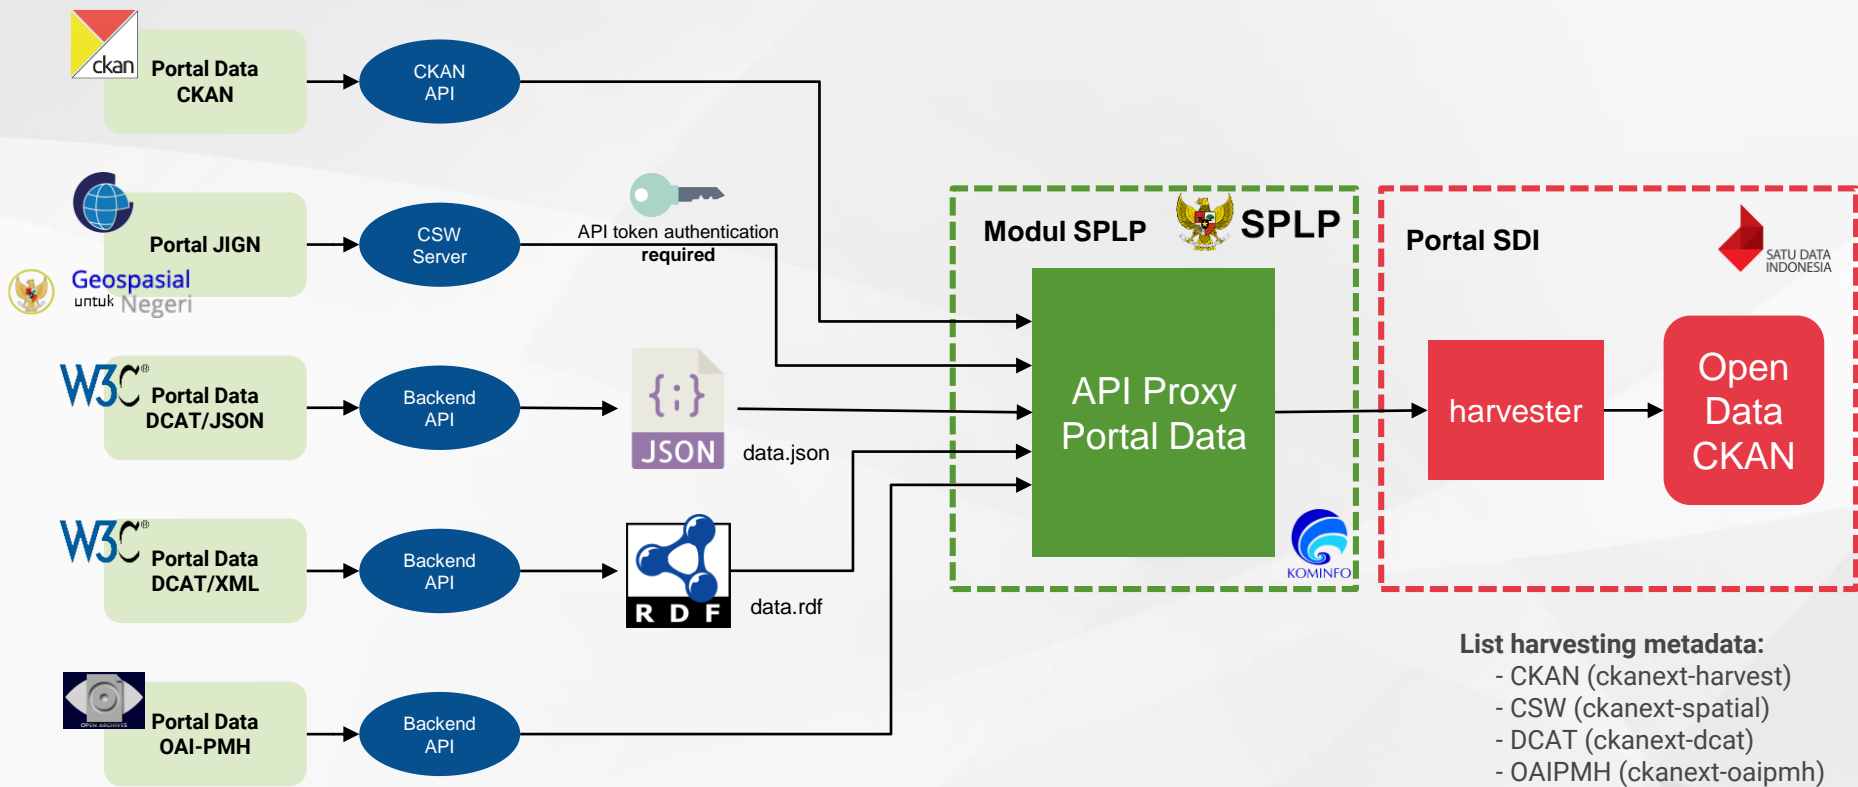 ckan
Portal Data
CKAN
CKAN
API
Portal JIGN
Geospasial
untuk Negeri
CSW
Server
API token authentication
required
W3C®
Portal Data
DCAT/JSON
Backend
API
{;}
JSON
data.json
W3C®
Portal Data
DCAT/XML
Backend
API
RDF
data.rdf
OPEN ARCHIVES
Portal Data
OAI-PMH
Backend
API
Modul SPLP
SPLP
API Proxy
Portal Data
KOMINFO
Portal SDI
SATU DATA
INDONESIA
harvester
Open
Data
CKAN
List harvesting metadata:
- CKAN (ckanext-harvest)
- CSW (ckanext-spatial)
- DCAT (ckanext-dcat)
- OAIPMH (ckanext-oaipmh)